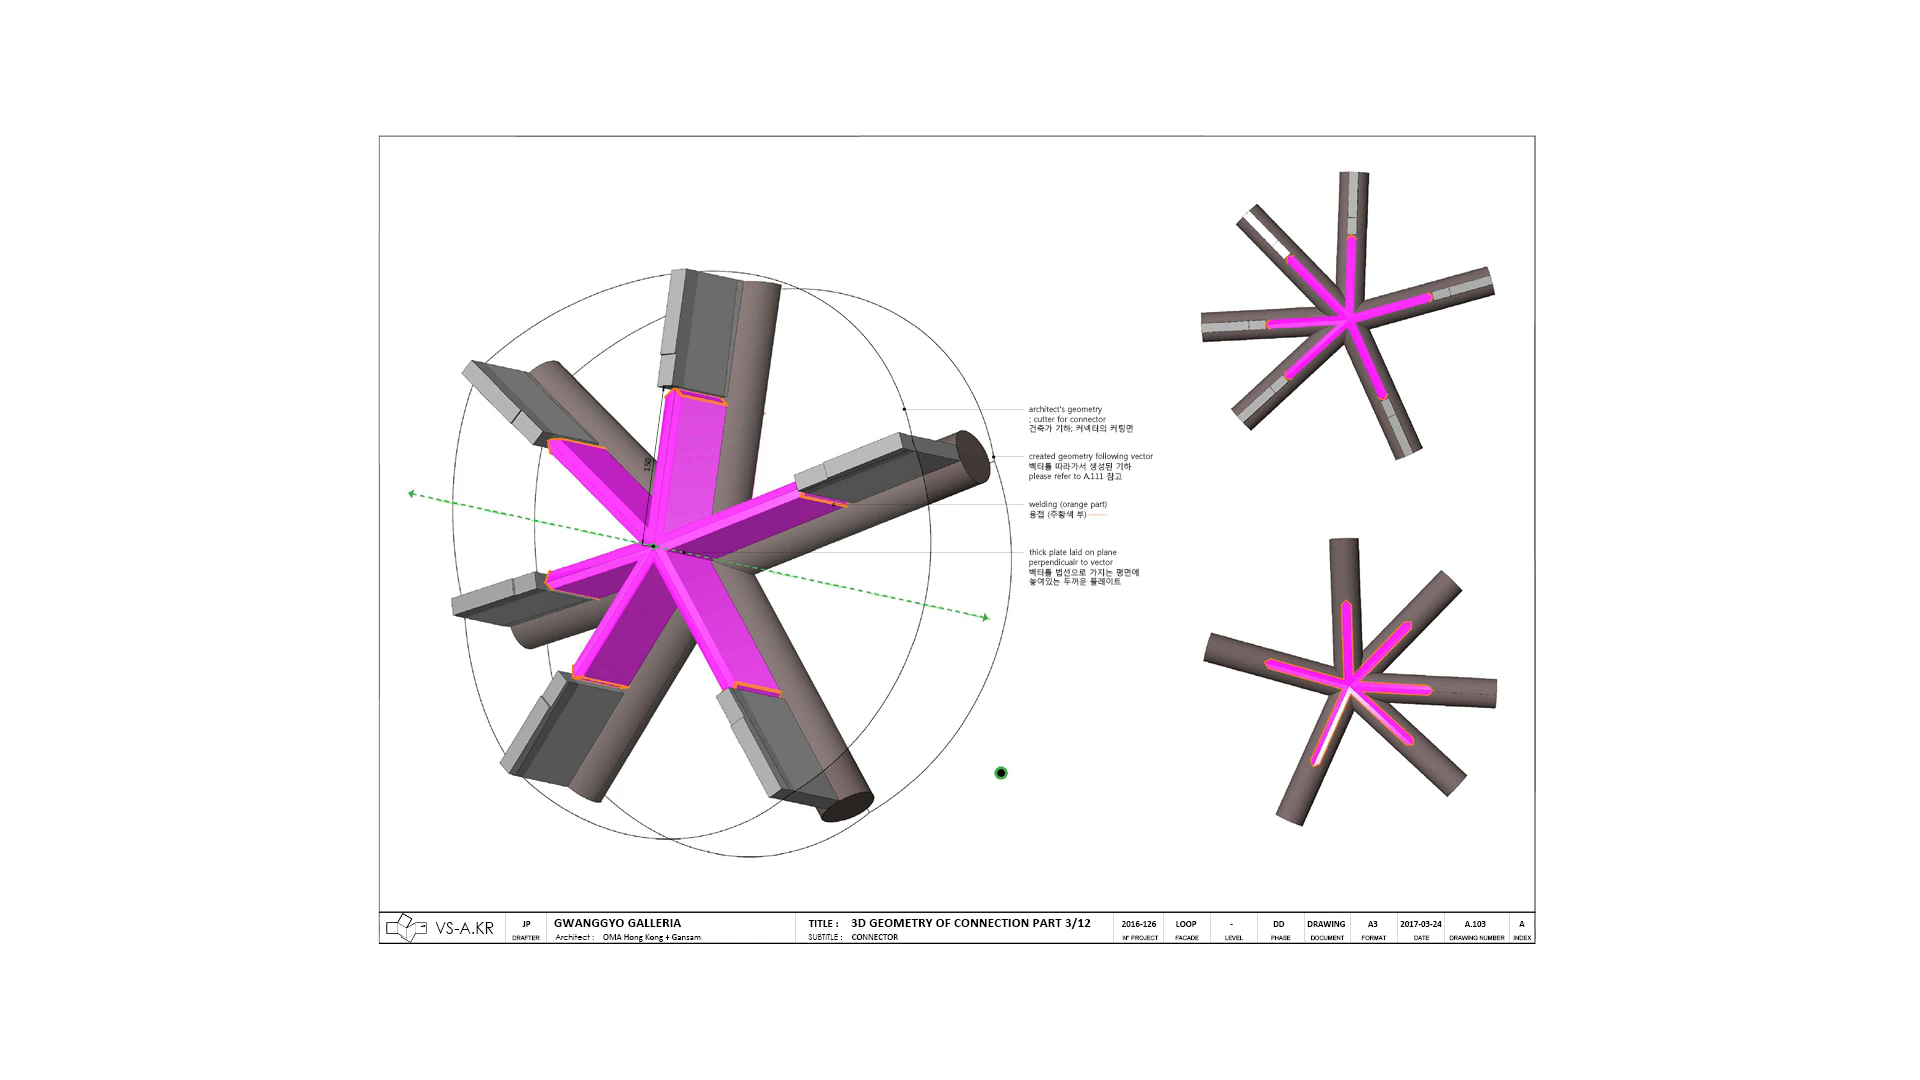 150
architect's geometry
; cutter for connector
건축가 기하; 커넥터의 커팅면
created geometry following vector
벡터를 따라가서 생성된 기하
please refer to A.111 참고
welding (orange part)
용접 (주황색 부)
thick plate laid on plane
perpendicualr to vector
벡터를 법선으로 가지는 평면에
놓여있는 두꺼운 플레이트
VS-A.KR
JP
DRAFTER
GWANGGYO GALLERIA
Architect : OMA Hong Kong + Gansam
TITLE : 3D GEOMETRY OF CONNECTION PART 3/12
SUBTITLE : CONNECTOR
2016-126
N° PROJECT
LOOP
FACADE
-
LEVEL
DD
PHASE
DRAWING
DOCUMENT
A3
FORMAT
2017-03-24
DATE
A.103
DRAWING NUMBER
A
INDEX